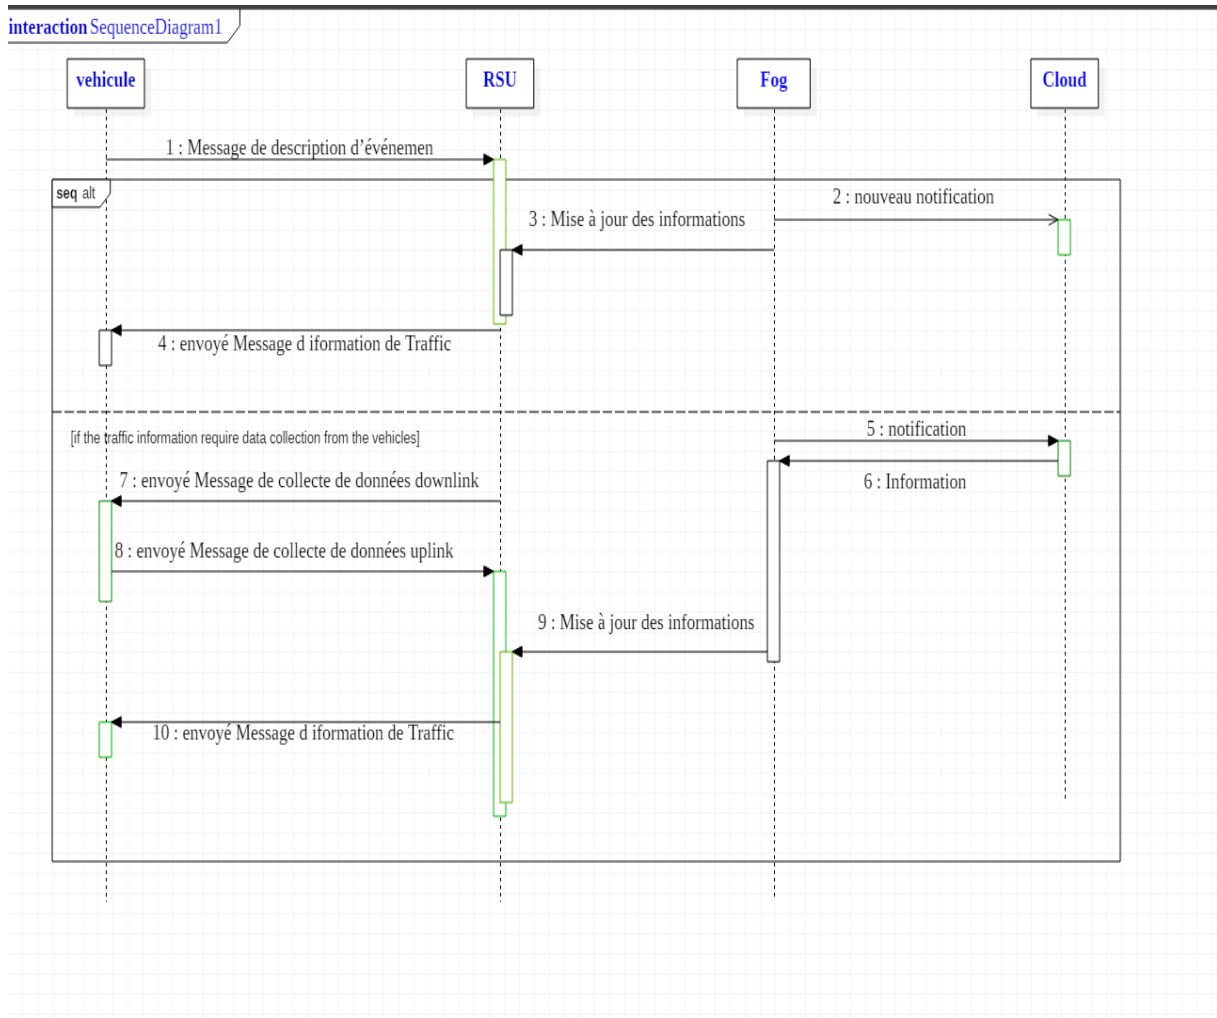 interaction SequenceDiagram1
vehicule
RSU
Fog
Cloud
1 : Message de description d’événemen
seq alt
2 : nouveau notification
3 : Mise à jour des informations
4 : envoyé Message d iformation de Traffic
[if the traffic information require data collection from the vehicles]
5 : notification
6 : Information
7 : envoyé Message de collecte de données downlink
8 : envoyé Message de collecte de données uplink
9 : Mise à jour des informations
10 : envoyé Message d iformation de Traffic